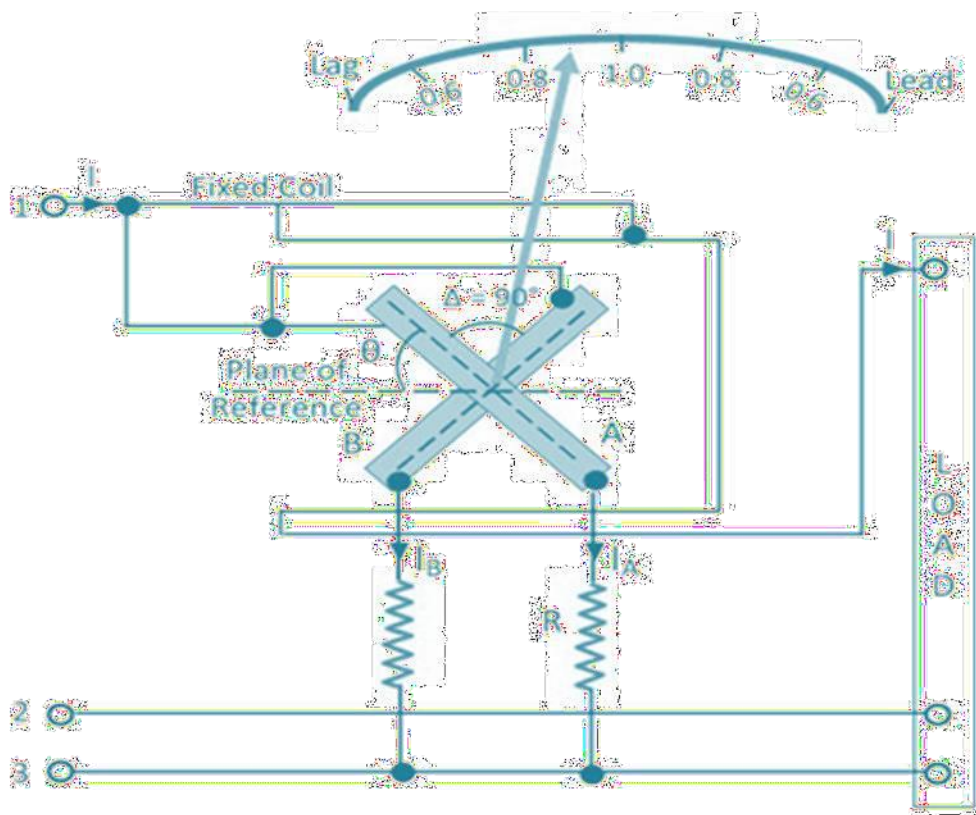 Lag 0.6 0.8 1.0 0.8 0.6 Lead
I
1 Fixed Coil
I
Δ = 90°
θ
Plane of
Reference
B A
L
O
A
D
I_B I_A
R
2
3